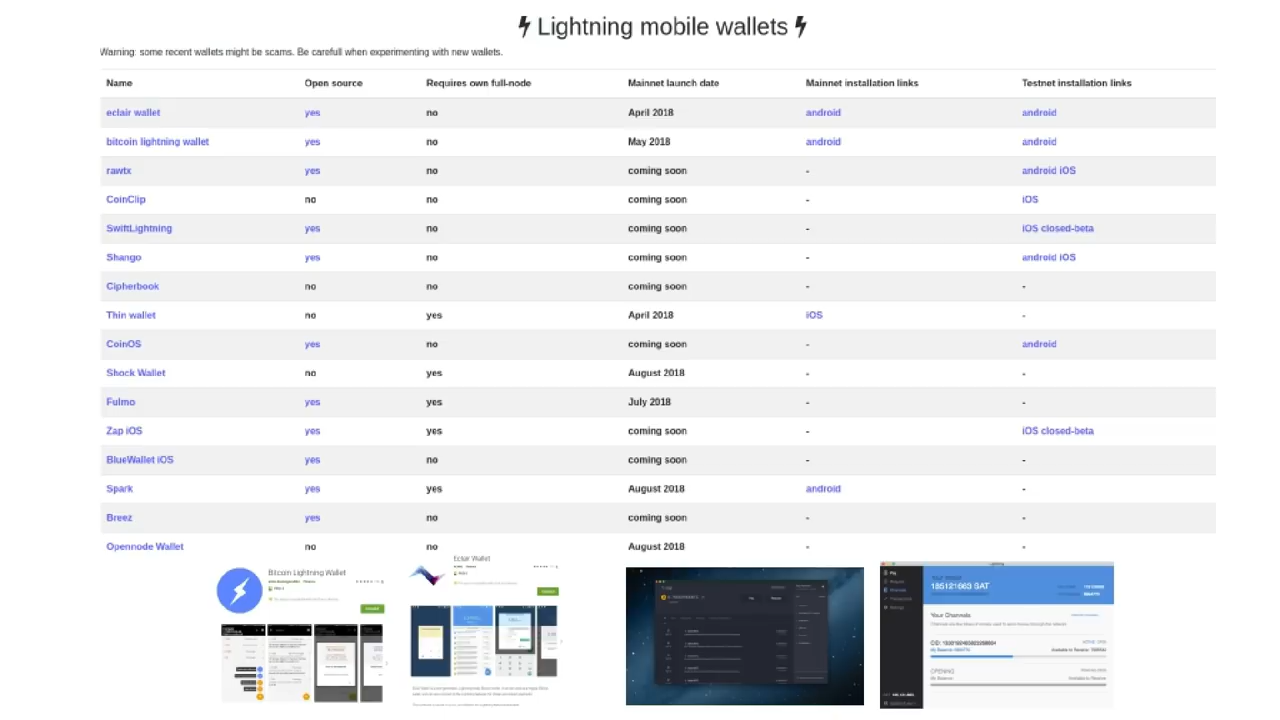 Lightning mobile wallets
Warning: some recent wallets might be scams. Be carefull when experimenting with new wallets.
Name Open source Requires own full-node Mainnet launch date Mainnet installation links Testnet installation links
eclair wallet yes no April 2018 android android
bitcoin lightning wallet yes no May 2018 android android
rawtx yes no coming soon - android iOS
CoinClip no no coming soon - iOS
SwiftLightning yes no coming soon - iOS closed-beta
Shango yes no coming soon - android iOS
Cipherbook no no coming soon - -
Thin wallet no yes April 2018 iOS -
CoinOS yes no coming soon - android
Shock Wallet no yes August 2018 - -
Fulmo yes yes July 2018 - -
Zap iOS yes yes coming soon - iOS closed-beta
BlueWallet iOS yes no coming soon - -
Spark yes yes August 2018 android -
Breez yes no coming soon - -
Opennode Wallet no no August 2018 - -
Bitcoin Lightning Wallet
Eclair Wallet
185121663 SAT
Your Channels
OPENING